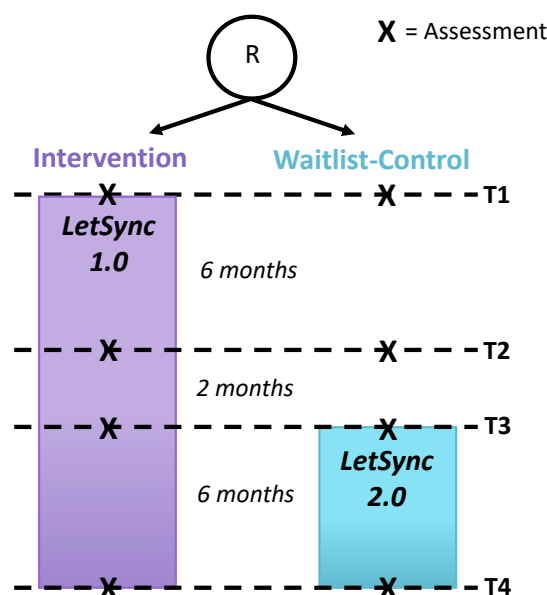 X = Assessment
R
Intervention
Waitlist-Control
X X T1
LetSync
1.0
6 months
X X T2
2 months
X X T3
LetSync
2.0
6 months
X X T4